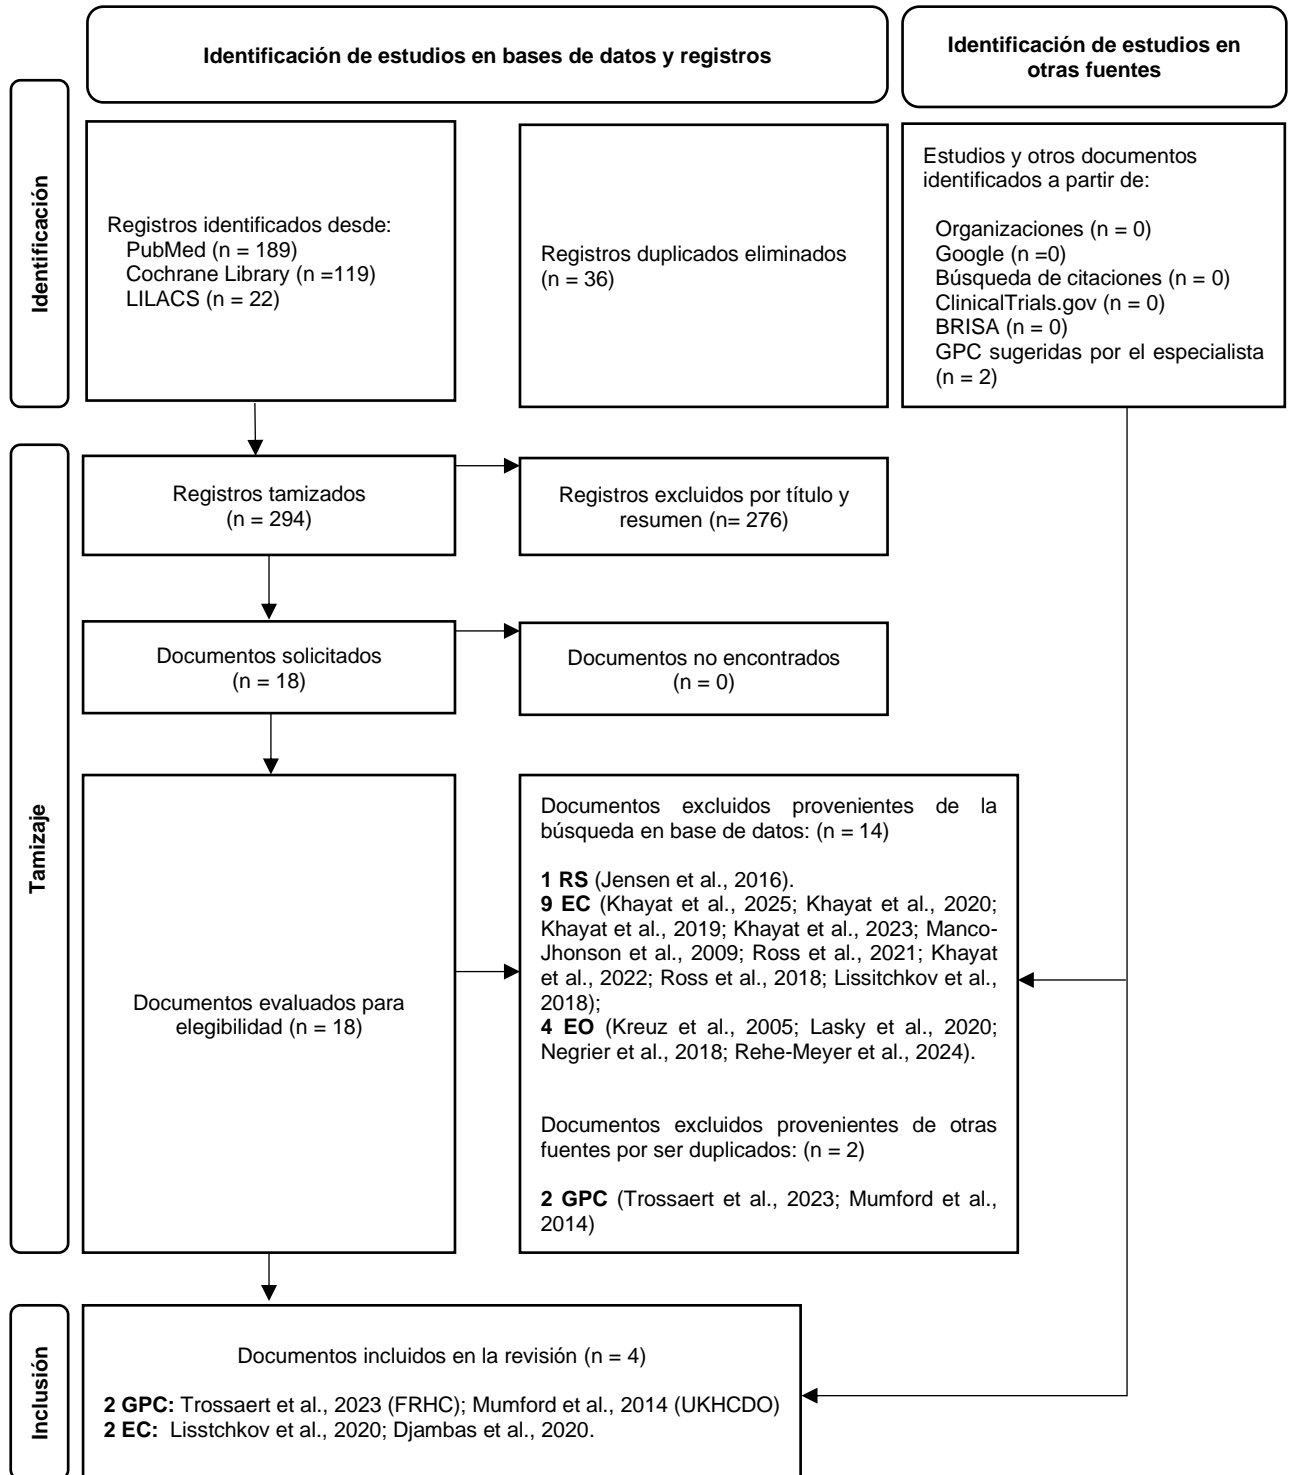 Identificación de estudios en bases de datos y registros
Identificación de estudios en
otras fuentes
Identificación
Registros identificados desde:
PubMed (n = 189)
Cochrane Library (n =119)
LILACS (n = 22)
Registros duplicados eliminados
(n = 36)
Estudios y otros documentos
identificados a partir de:
Organizaciones (n = 0)
Google (n =0)
Búsqueda de citaciones (n = 0)
ClinicalTrials.gov (n = 0)
BRISA (n = 0)
GPC sugeridas por el especialista
(n = 2)
Tamizaje
Registros tamizados
(n = 294)
Registros excluidos por título y
resumen (n= 276)
Documentos solicitados
(n = 18)
Documentos no encontrados
(n = 0)
Documentos evaluados para
elegibilidad (n = 18)
Documentos excluidos provenientes de la
búsqueda en base de datos: (n = 14)
1 RS (Jensen et al., 2016).
9 EC (Khayat et al., 2025; Khayat et al., 2020;
Khayat et al., 2019; Khayat et al., 2023; Manco-
Jhonson et al., 2009; Ross et al., 2021; Khayat
et al., 2022; Ross et al., 2018; Lissitchkov et al.,
2018);
4 EO (Kreuz et al., 2005; Lasky et al., 2020;
Negrier et al., 2018; Rehe-Meyer et al., 2024).
Documentos excluidos provenientes de otras
fuentes por ser duplicados: (n = 2)
2 GPC (Trossaert et al., 2023; Mumford et al.,
2014)
Inclusión
Documentos incluidos en la revisión (n = 4)
2 GPC: Trossaert et al., 2023 (FRHC); Mumford et al., 2014 (UKHCDO)
2 EC: Lisstchkov et al., 2020; Djambas et al., 2020.